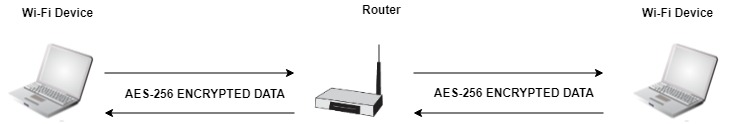 Wi-Fi Device
Router
Wi-Fi Device
AES-256 ENCRYPTED DATA
AES-256 ENCRYPTED DATA